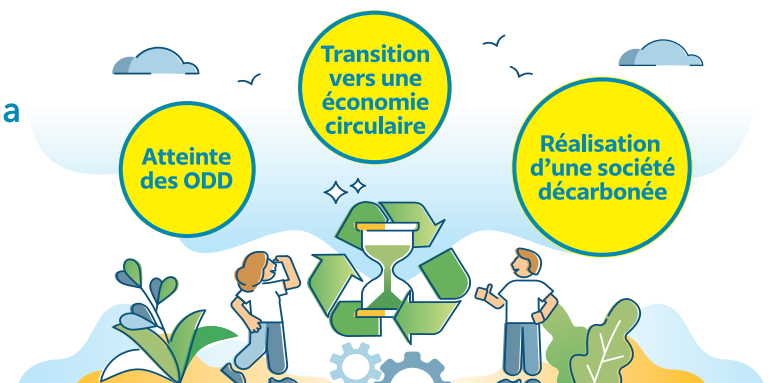 Transition
vers une
économie
circulaire
a
Atteinte
des ODD
Réalisation
d'une société
décarbonée